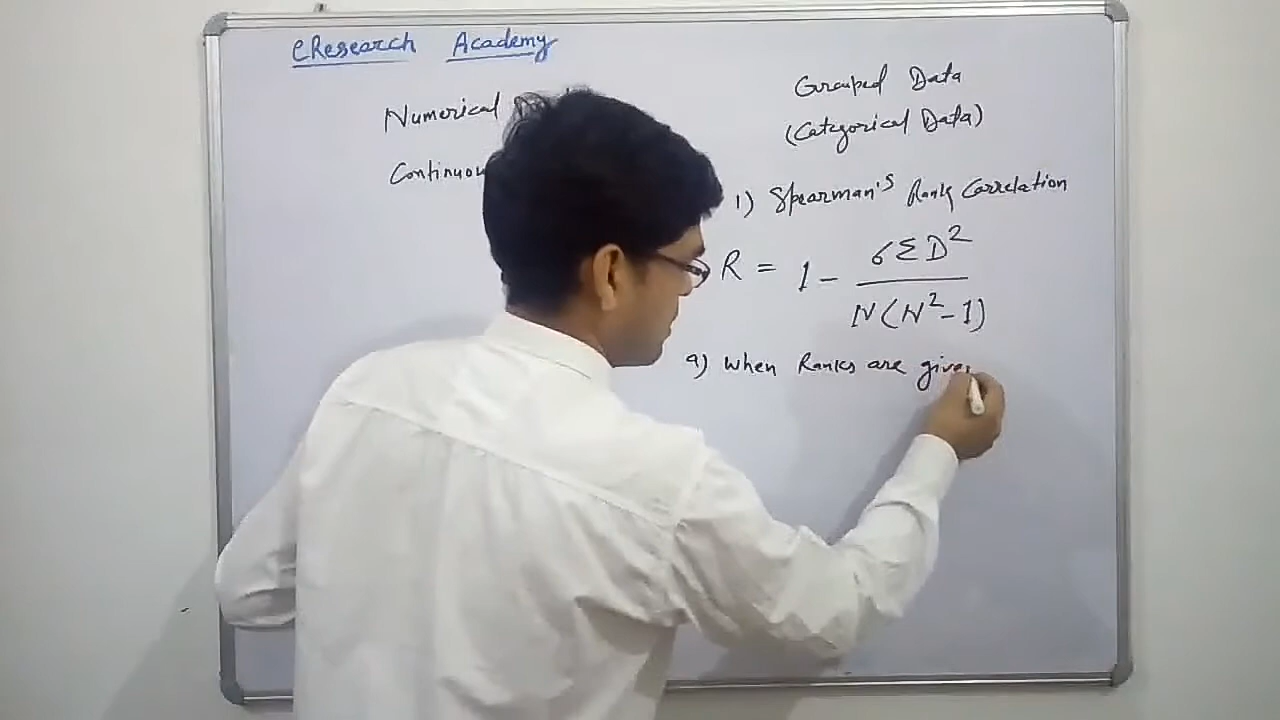 eResearch Academy
Numerical
Continuou
Grouped Data
(Categorical Data)
1) Spearman's Rank Correlation
R = 1 - 6ΣD²/N(N²-1)
a) When Ranks are given